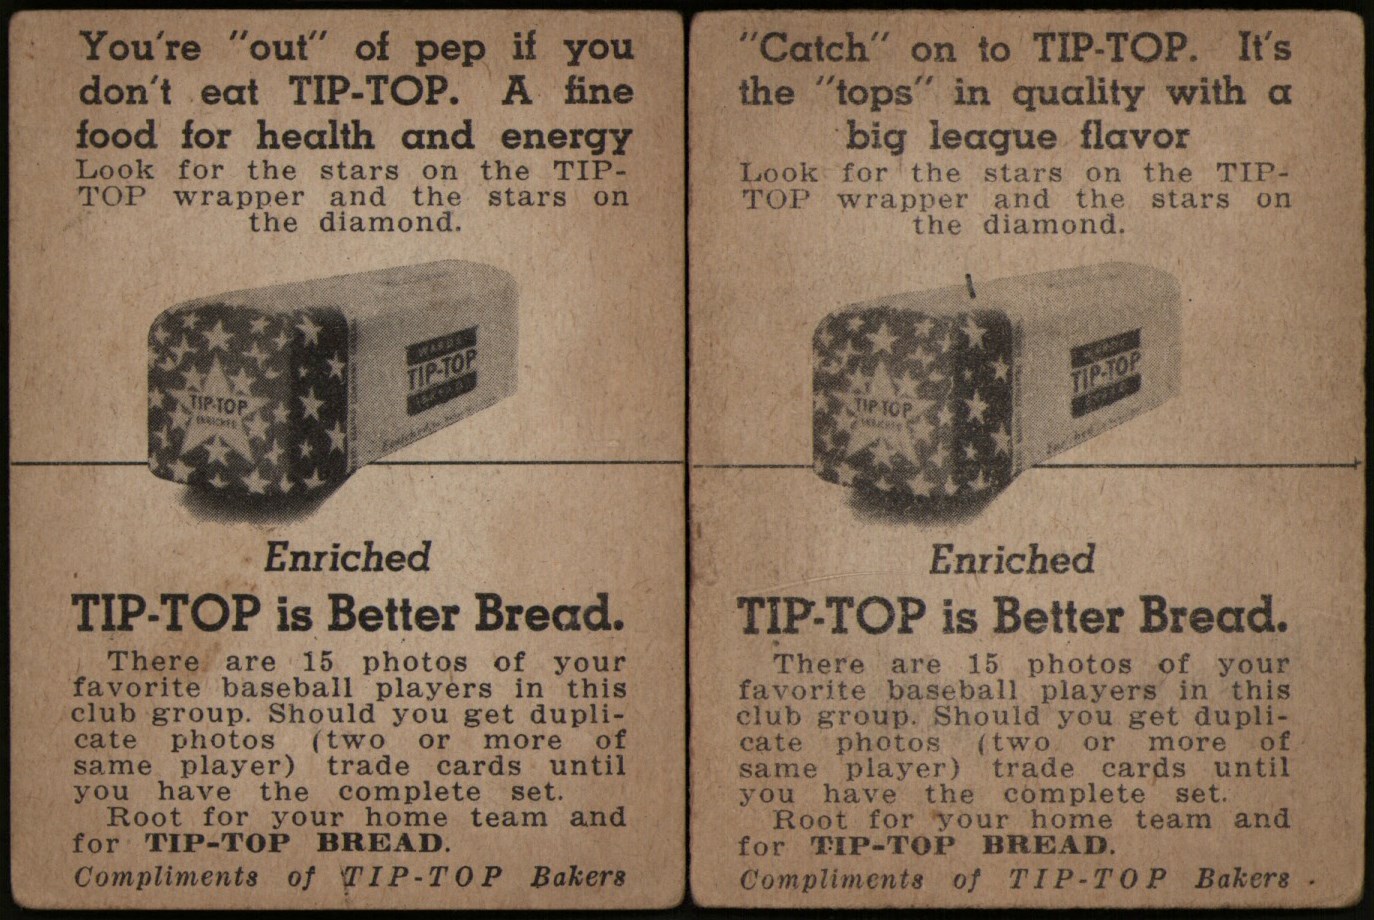 You're "out" of pep if you
don't eat TIP-TOP. A fine
food for health and energy
Look for the stars on the TIP-
TOP wrapper and the stars on
the diamond.
TIP-TOP
ENRICHED
TIP-TOP
Enriched
TIP-TOP is Better Bread.
There are 15 photos of your
favorite baseball players in this
club group. Should you get dupli-
cate photos (two or more of
same player) trade cards until
you have the complete set.
Root for your home team and
for TIP-TOP BREAD.
Compliments of TIP-TOP Bakers
"Catch" on to TIP-TOP. It's
the "tops" in quality with a
big league flavor
Look for the stars on the TIP-
TOP wrapper and the stars on
the diamond.
TIP TOP
ENRICHED
TIP-TOP
Enriched
TIP-TOP is Better Bread.
There are 15 photos of your
favorite baseball players in this
club group. Should you get dupli-
cate photos (two or more of
same player) trade cards until
you have the complete set.
Root for your home team and
for TIP-TOP BREAD.
Compliments of TIP-TOP Bakers